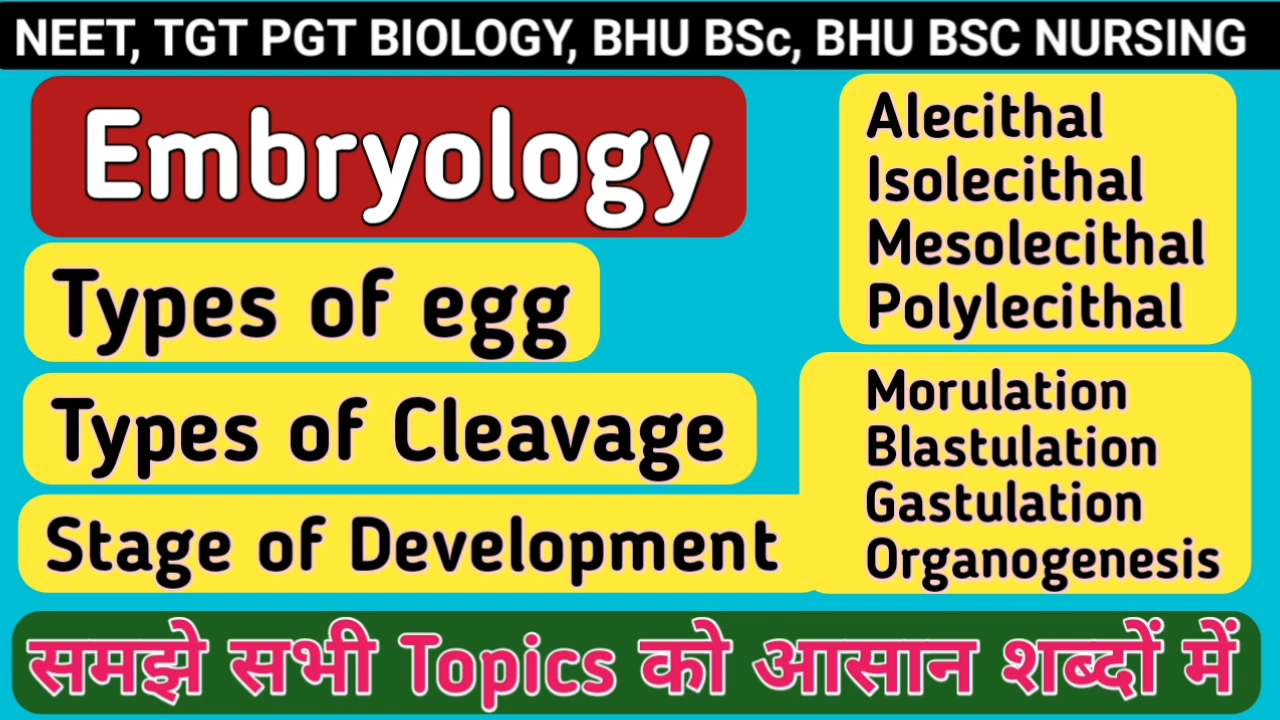 NEET, TGT PGT BIOLOGY, BHU BSc, BHU BSC NURSING
Embryology
Types of egg
Types of Cleavage
Stage of Development
Alecithal
Isolecithal
Mesolecithal
Polylecithal
Morulation
Blastulation
Gastulation
Organogenesis
समझे सभी Topics को आसान शब्दों में